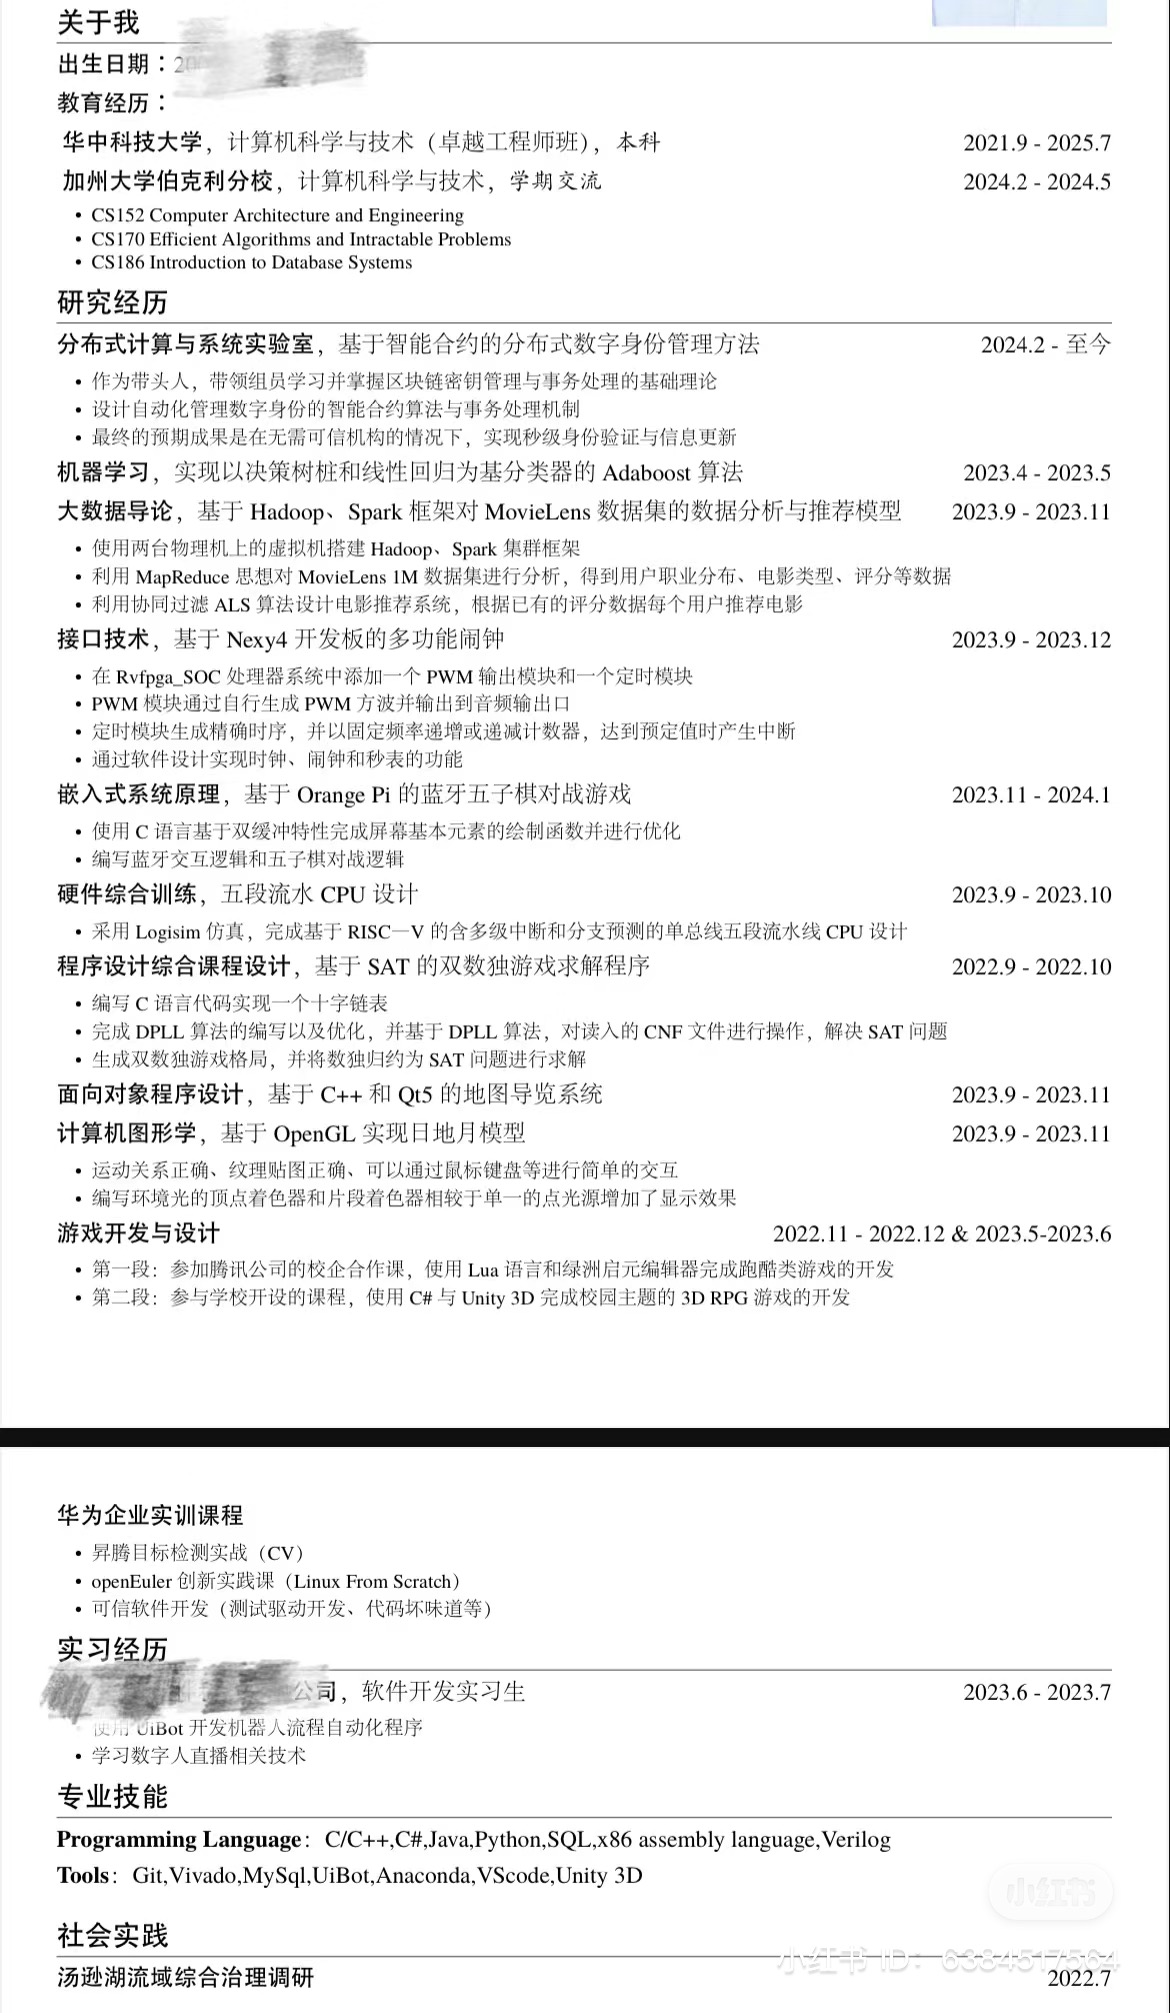 关于我
出生日期：20
教育经历：
华中科技大学，计算机科学与技术（卓越工程师班），本科 2021.9 - 2025.7
加州大学伯克利分校，计算机科学与技术，学期交流 2024.2 - 2024.5
• CS152 Computer Architecture and Engineering
• CS170 Efficient Algorithms and Intractable Problems
• CS186 Introduction to Database Systems
研究经历
分布式计算与系统实验室，基于智能合约的分布式数字身份管理方法 2024.2 - 至今
• 作为带头人，带领组员学习并掌握区块链密钥管理与事务处理的基础理论
• 设计自动化管理数字身份的智能合约算法与事务处理机制
• 最终的预期成果是在无需可信机构的情况下，实现秒级身份验证与信息更新
机器学习，实现以决策树桩和线性回归为基分类器的 Adaboost 算法 2023.4 - 2023.5
大数据导论，基于 Hadoop、Spark 框架对 MovieLens 数据集的数据分析与推荐模型 2023.9 - 2023.11
• 使用两台物理机上的虚拟机搭建 Hadoop、Spark 集群框架
• 利用 MapReduce 思想对 MovieLens 1M 数据集进行分析，得到用户职业分布、电影类型、评分等数据
• 利用协同过滤 ALS 算法设计电影推荐系统，根据已有的评分数据每个用户推荐电影
接口技术，基于 Nexy4 开发板的多功能闹钟 2023.9 - 2023.12
• 在 Rvfpga_SOC 处理器系统中添加一个 PWM 输出模块和一个定时模块
• PWM 模块通过自行生成 PWM 方波并输出到音频输出口
• 定时模块生成精确时序，并以固定频率递增或递减计数器，达到预定值时产生中断
• 通过软件设计实现时钟、闹钟和秒表的功能
嵌入式系统原理，基于 Orange Pi 的蓝牙五子棋对战游戏 2023.11 - 2024.1
• 使用 C 语言基于双缓冲特性完成屏幕基本元素的绘制函数并进行优化
• 编写蓝牙交互逻辑和五子棋对战逻辑
硬件综合训练，五段流水 CPU 设计 2023.9 - 2023.10
• 采用 Logisim 仿真，完成基于 RISC—V 的含多级中断和分支预测的单总线五段流水线 CPU 设计
程序设计综合课程设计，基于 SAT 的双数独游戏求解程序 2022.9 - 2022.10
• 编写 C 语言代码实现一个十字链表
• 完成 DPLL 算法的编写以及优化，并基于 DPLL 算法，对读入的 CNF 文件进行操作，解决 SAT 问题
• 生成双数独游戏格局，并将数独归约为 SAT 问题进行求解
面向对象程序设计，基于 C++ 和 Qt5 的地图导览系统 2023.9 - 2023.11
计算机图形学，基于 OpenGL 实现日地月模型 2023.9 - 2023.11
• 运动关系正确、纹理贴图正确、可以通过鼠标键盘等进行简单的交互
• 编写环境光的顶点着色器和片段着色器相较于单一的点光源增加了显示效果
游戏开发与设计 2022.11 - 2022.12 & 2023.5-2023.6
• 第一段：参加腾讯公司的校企合作课，使用 Lua 语言和绿洲启元编辑器完成跑酷类游戏的开发
• 第二段：参与学校开设的课程，使用 C# 与 Unity 3D 完成校园主题的 3D RPG 游戏的开发
华为企业实训课程
• 昇腾目标检测实战（CV）
• openEuler 创新实践课（Linux From Scratch）
• 可信软件开发（测试驱动开发、代码坏味道等）
实习经历
公司，软件开发实习生 2023.6 - 2023.7
使用 UiBot 开发机器人流程自动化程序
• 学习数字人直播相关技术
专业技能
Programming Language：C/C++,C#,Java,Python,SQL,x86 assembly language,Verilog
Tools：Git,Vivado,MySql,UiBot,Anaconda,VScode,Unity 3D
小红书
社会实践
小红书 ID：6384517564
汤逊湖流域综合治理调研 2022.7